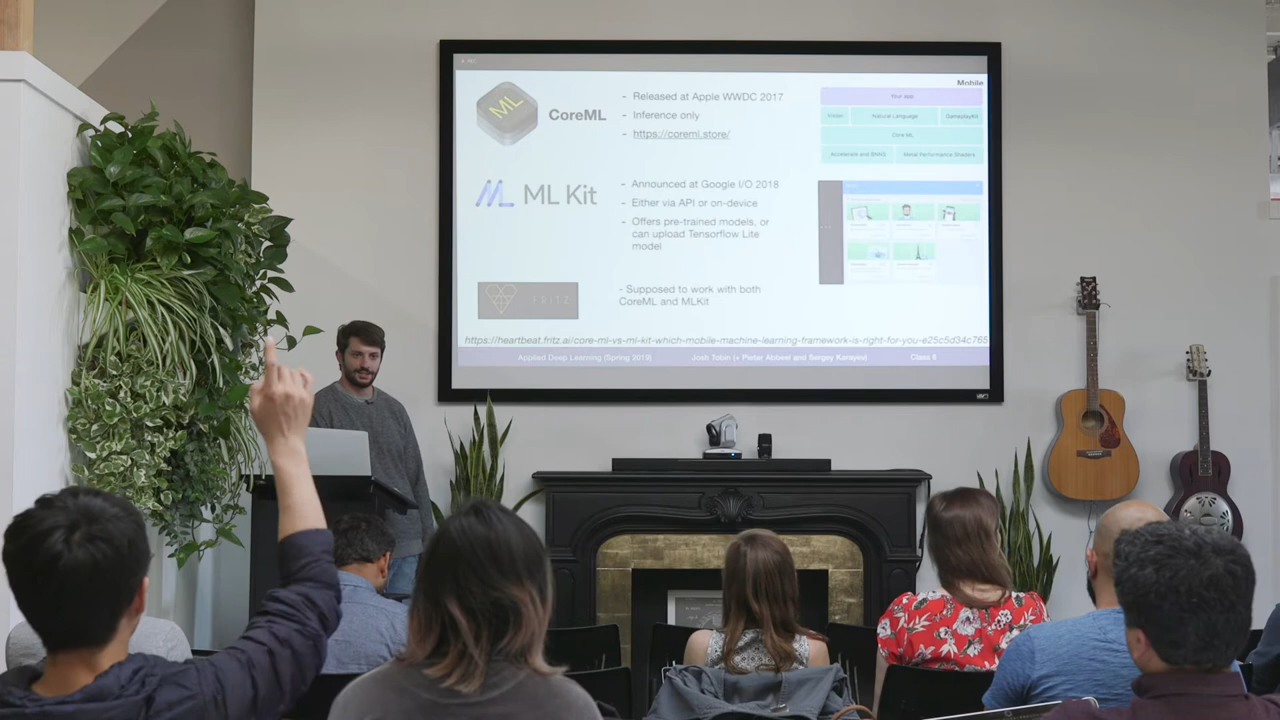 Mobile
ML
CoreML
- Released at Apple WWDC 2017
- Inference only
- https://coreml.store/
Your app
Vision
Natural Language
GameplayKit
Core ML
Accelerate and BNNS
Metal Performance Shaders
ML Kit
- Announced at Google I/O 2018
- Either via API or on-device
- Offers pre-trained models, or
can upload Tensorflow Lite
model
FRITZ
- Supposed to work with both
CoreML and MLKit
https://heartbeat.fritz.ai/core-ml-vs-ml-kit-which-mobile-machine-learning-framework-is-right-for-you-e25c5d34c765
Applied Deep Learning (Spring 2019)
Josh Tobin (+ Pieter Abbeel and Sergey Karayev)
Class 6